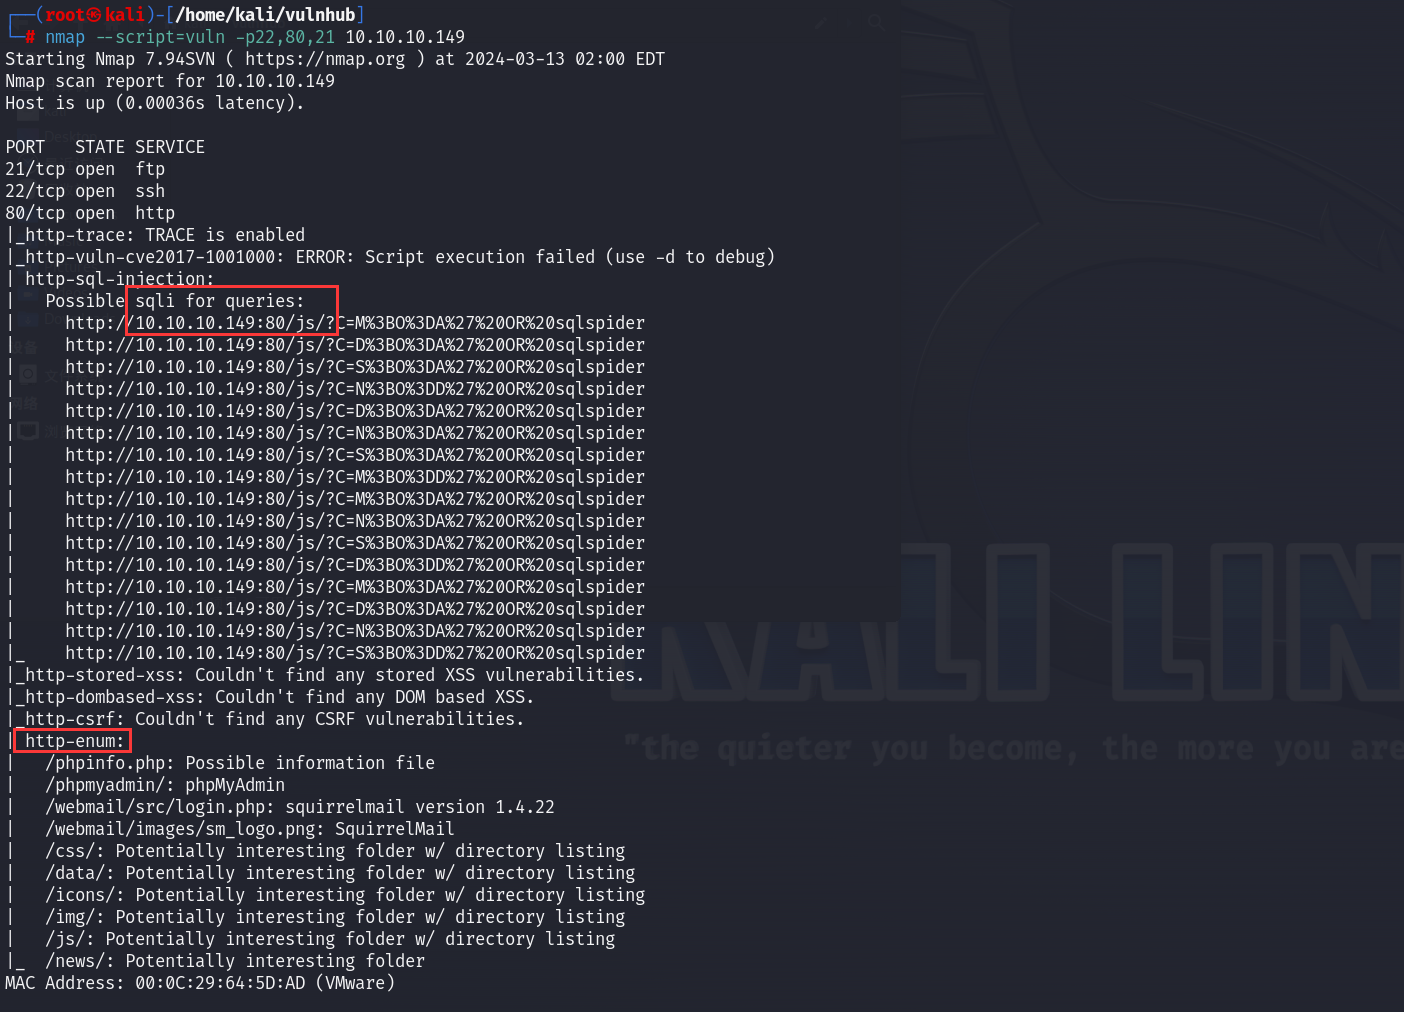 ┌──(root㉿kali)-[/home/kali/vulnhub]
└─# nmap --script=vuln -p22,80,21 10.10.10.149
Starting Nmap 7.94SVN ( https://nmap.org ) at 2024-03-13 02:00 EDT
Nmap scan report for 10.10.10.149
Host is up (0.00036s latency).
PORT   STATE SERVICE
21/tcp open  ftp
22/tcp open  ssh
80/tcp open  http
|_http-trace: TRACE is enabled
|_http-vuln-cve2017-1001000: ERROR: Script execution failed (use -d to debug)
| http-sql-injection:
|   Possible sqli for queries:
|     http://10.10.10.149:80/js/?C=M%3BO%3DA%27%20OR%20sqlspider
|     http://10.10.10.149:80/js/?C=D%3BO%3DA%27%20OR%20sqlspider
|     http://10.10.10.149:80/js/?C=S%3BO%3DA%27%20OR%20sqlspider
|     http://10.10.10.149:80/js/?C=N%3BO%3DD%27%20OR%20sqlspider
|     http://10.10.10.149:80/js/?C=D%3BO%3DA%27%20OR%20sqlspider
|     http://10.10.10.149:80/js/?C=N%3BO%3DA%27%20OR%20sqlspider
|     http://10.10.10.149:80/js/?C=S%3BO%3DA%27%20OR%20sqlspider
|     http://10.10.10.149:80/js/?C=M%3BO%3DD%27%20OR%20sqlspider
|     http://10.10.10.149:80/js/?C=M%3BO%3DA%27%20OR%20sqlspider
|     http://10.10.10.149:80/js/?C=N%3BO%3DA%27%20OR%20sqlspider
|     http://10.10.10.149:80/js/?C=S%3BO%3DA%27%20OR%20sqlspider
|     http://10.10.10.149:80/js/?C=D%3BO%3DD%27%20OR%20sqlspider
|     http://10.10.10.149:80/js/?C=M%3BO%3DA%27%20OR%20sqlspider
|     http://10.10.10.149:80/js/?C=D%3BO%3DA%27%20OR%20sqlspider
|     http://10.10.10.149:80/js/?C=N%3BO%3DA%27%20OR%20sqlspider
|_    http://10.10.10.149:80/js/?C=S%3BO%3DD%27%20OR%20sqlspider
|_http-stored-xss: Couldn't find any stored XSS vulnerabilities.
|_http-dombased-xss: Couldn't find any DOM based XSS.
|_http-csrf: Couldn't find any CSRF vulnerabilities.
| http-enum:
|   /phpinfo.php: Possible information file
|   /phpmyadmin/: phpMyAdmin
|   /webmail/src/login.php: squirrelmail version 1.4.22
|   /webmail/images/sm_logo.png: SquirrelMail
|   /css/: Potentially interesting folder w/ directory listing
|   /data/: Potentially interesting folder w/ directory listing
|   /icons/: Potentially interesting folder w/ directory listing
|   /img/: Potentially interesting folder w/ directory listing
|   /js/: Potentially interesting folder w/ directory listing
|_  /news/: Potentially interesting folder
MAC Address: 00:0C:29:64:5D:AD (VMware)
KALI LIN
"the quieter you become, the more you are